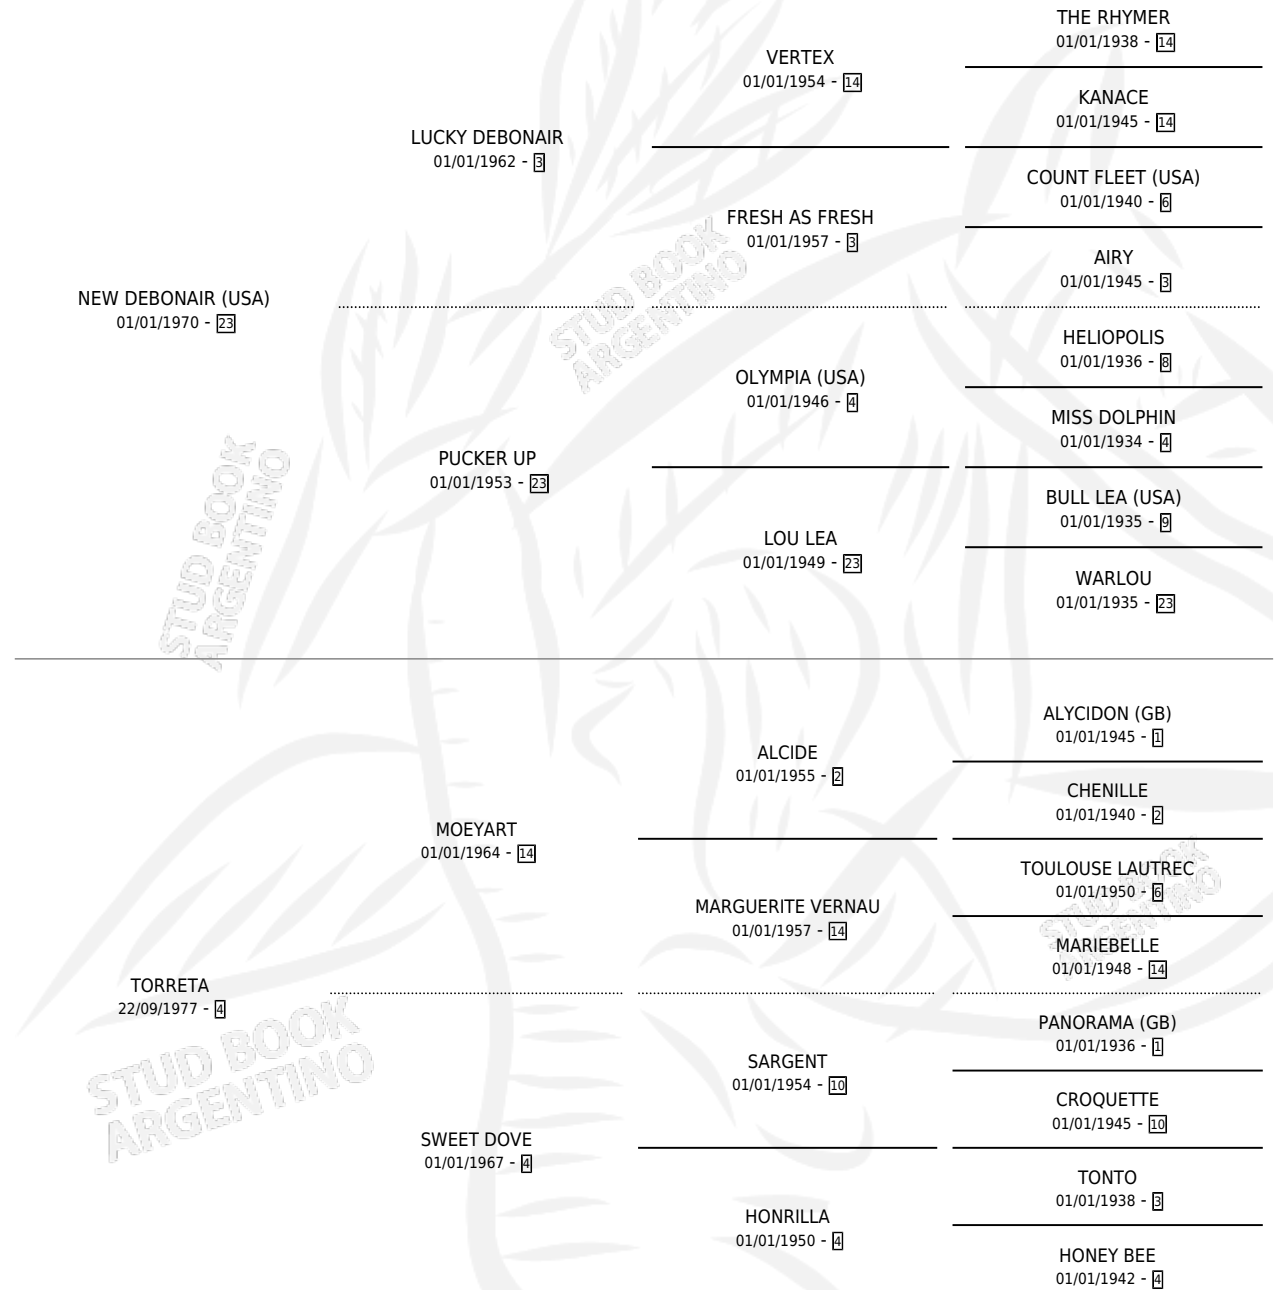 THE RHYMER
01/01/1938 - 14
VERTEX
01/01/1954 - 14
KANACE
01/01/1945 - 14
LUCKY DEBONAIR
01/01/1962 - 3
COUNT FLEET (USA)
01/01/1940 - 6
FRESH AS FRESH
01/01/1957 - 3
AIRY
01/01/1945 - 3
NEW DEBONAIR (USA)
01/01/1970 - 23
HELIOPOLIS
01/01/1936 - 8
OLYMPIA (USA)
01/01/1946 - 4
MISS DOLPHIN
01/01/1934 - 4
PUCKER UP
01/01/1953 - 23
BULL LEA (USA)
01/01/1935 - 9
LOU LEA
01/01/1949 - 23
WARLOU
01/01/1935 - 23
STUD BOOK
ARGENTINO
STUD BOOK
ARGENTINO
ALYCIDON (GB)
01/01/1945 - 1
ALCIDE
01/01/1955 - 2
CHENILLE
01/01/1940 - 2
MOEYART
01/01/1964 - 14
TOULOUSE LAUTREC
01/01/1950 - 6
MARGUERITE VERNAU
01/01/1957 - 14
MARIEBELLE
01/01/1948 - 14
TORRETA
22/09/1977 - 4
PANORAMA (GB)
01/01/1936 - 1
SARGENT
01/01/1954 - 10
CROQUETTE
01/01/1945 - 10
SWEET DOVE
01/01/1967 - 4
TONTO
01/01/1938 - 3
HONRILLA
01/01/1950 - 4
HONEY BEE
01/01/1942 - 4
STUD BOOK
ARGENTINO
STUD BOOK
ARGENTINO